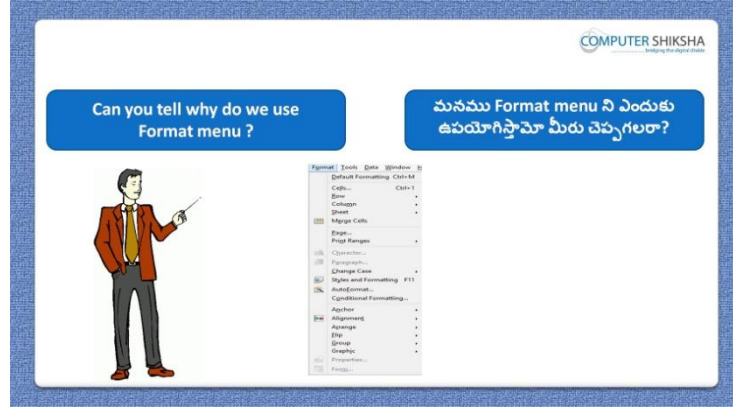 COMPUTER SHIKSHA
bridging the digital divide
Can you tell why do we use
Format menu ?
మనము Format menu ని ఎందుకు
ఉపయోగిస్తామో మీరు చెప్పగలరా?
Format Tools Data Window
Default Formatting Ctrl+M
Cells... Ctrl+1
Row
Column
Sheet
Merge Cells
Page...
Print Ranges
Character...
Paragraph...
Change Case
Styles and Formatting F11
AutoFormat...
Conditional Formatting...
Anchor
Alignment
Arrange
Flip
Group
Graphic
Properties...
Form...